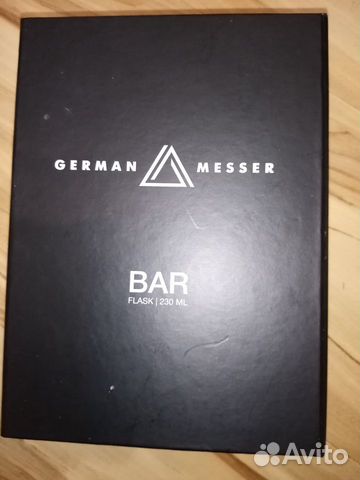 GERMAN MESSER
BAR
FLASK | 230 ML
Avito